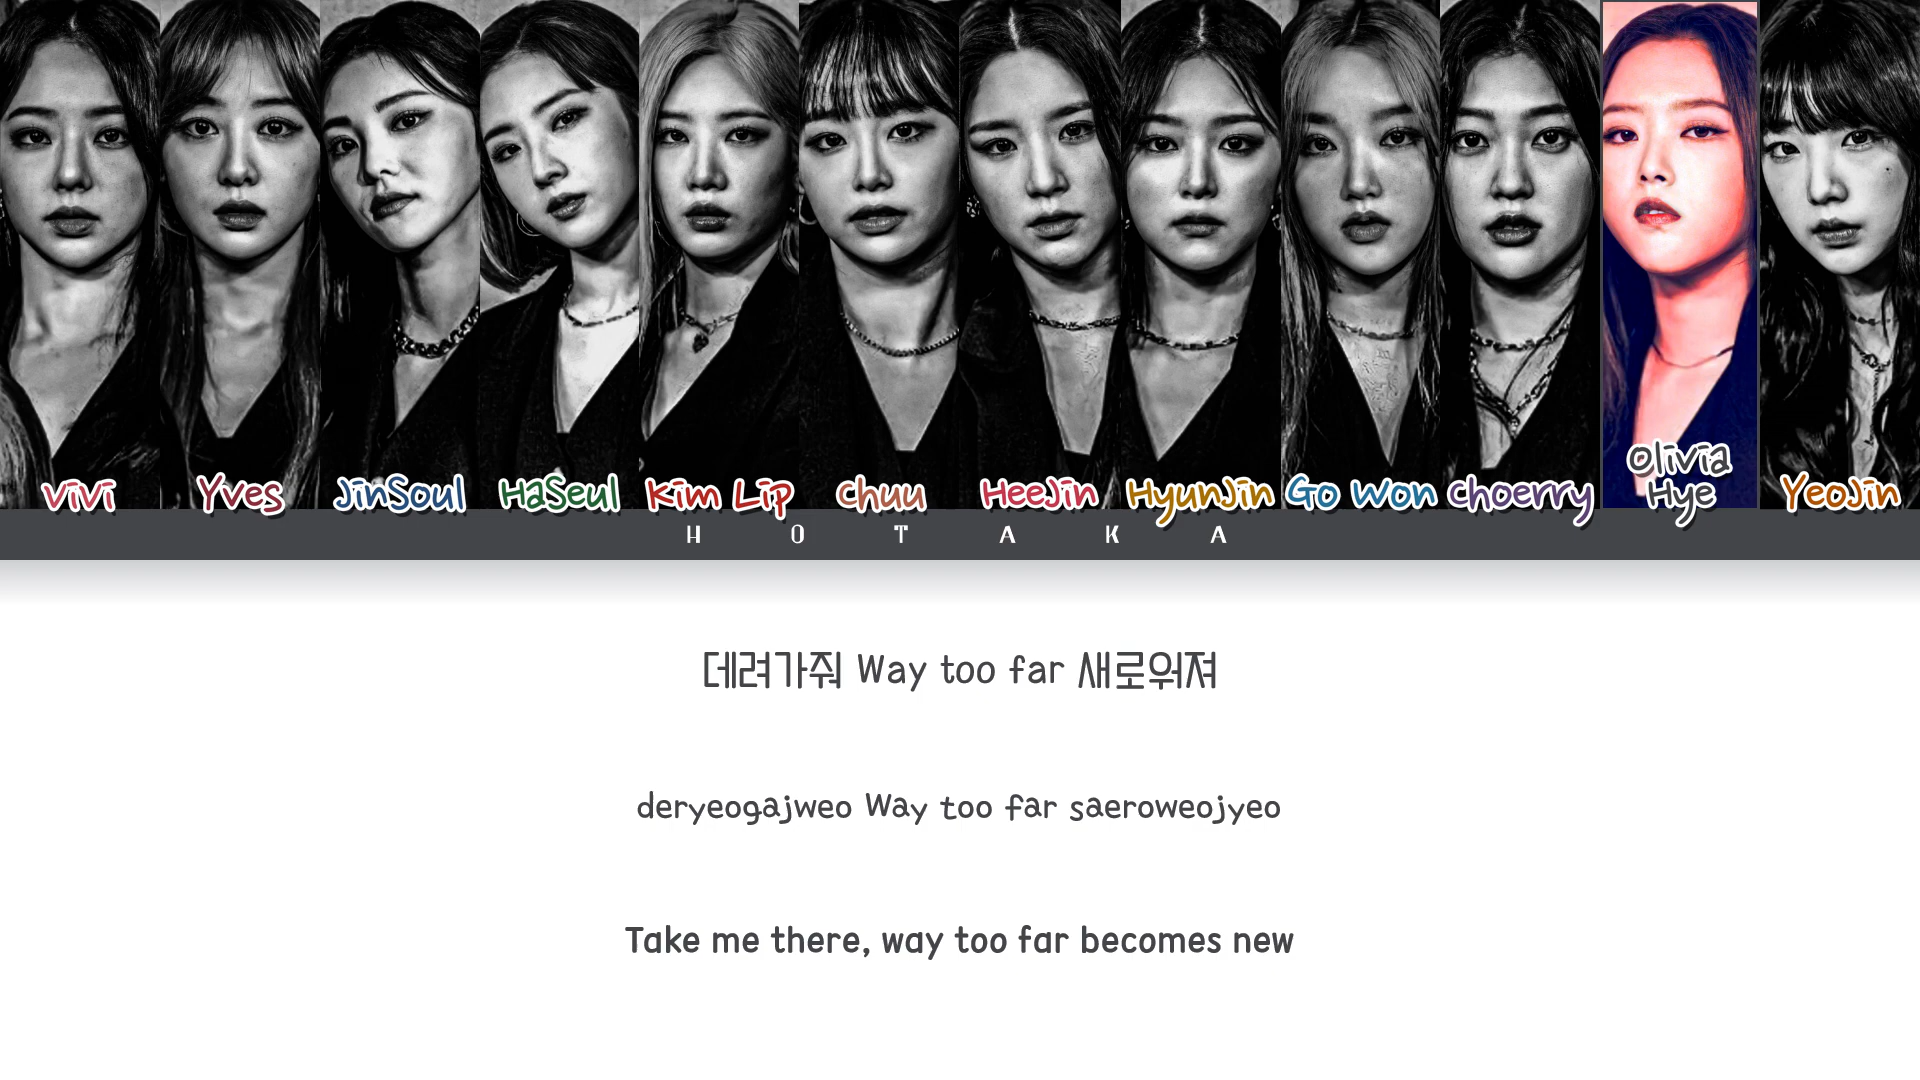 ViVi Yves JinSoul HaSeul Kim Lip Chuu HeeJin HyunJin Go Won Choerry Olivia Hye YeoJin
H O T A K A
데려가줘 Way too far 새로워져
deryeogajweo Way too far saeroweojyeo
Take me there, way too far becomes new